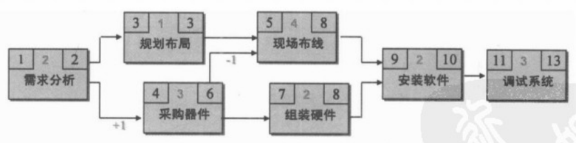 3 1 3
规划布局
5 4 8
现场布线
1 2 2
需求分析
-1
9 2 10
安装软件
11 3 13
调试系统
4 3 6
采购器件
7 2 8
组装硬件
+1